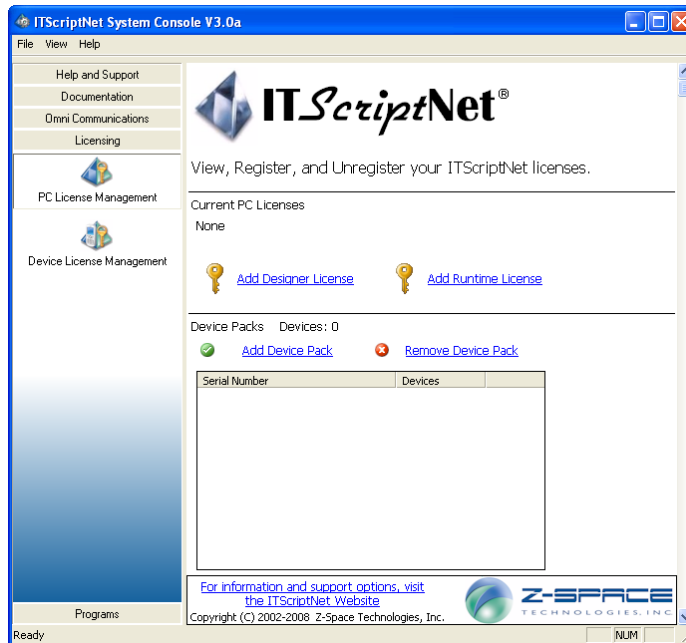 ITScriptNet System Console V3.0a
File View Help
Help and Support
Documentation
Omni Communications
Licensing
PC License Management
Device License Management
Programs
ITScriptNet®
View, Register, and Unregister your ITScriptNet licenses.
Current PC Licenses
None
Add Designer License Add Runtime License
Device Packs Devices: 0
Add Device Pack Remove Device Pack
Serial Number Devices
For information and support options, visit
the ITScriptNet Website
Copyright (C) 2002-2008 Z-Space Technologies, Inc.
Z-SPACE
TECHNOLOGIES, INC
Ready NUM